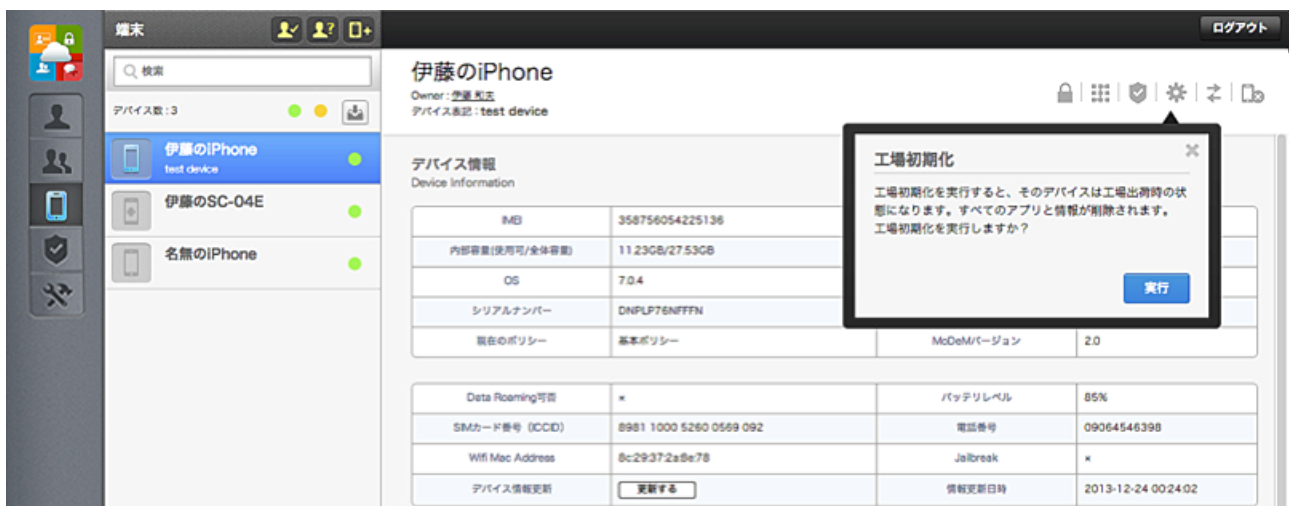 端末
ログアウト
検索
デバイス数:3
伊藤のiPhone
test device
伊藤のSC-04E
名無のiPhone
伊藤のiPhone
Owner : 伊藤 和夫
デバイス表記 : test device
デバイス情報
Device Information
IMEI 358756054225136
内部容量(使用可/全体容量) 11.23GB/27.53GB
OS 7.0.4
シリアルナンバー DNPLP76NFFFN
現在のポリシー 基本ポリシー McDeMバージョン 2.0
工場初期化
工場初期化を実行すると、そのデバイスは工場出荷時の状
態になります。すべてのアプリと情報が削除されます。
工場初期化を実行しますか?
実行
Data Roaming可否 × バッテリレベル 85%
SIMカード番号 (ICCID) 8981 1000 5260 0569 092 電話番号 09064546398
Wifi Mac Address 8c:29:37:2a:8e:78 Jailbreak ×
デバイス情報更新 更新する 情報更新日時 2013-12-24 00:24:02